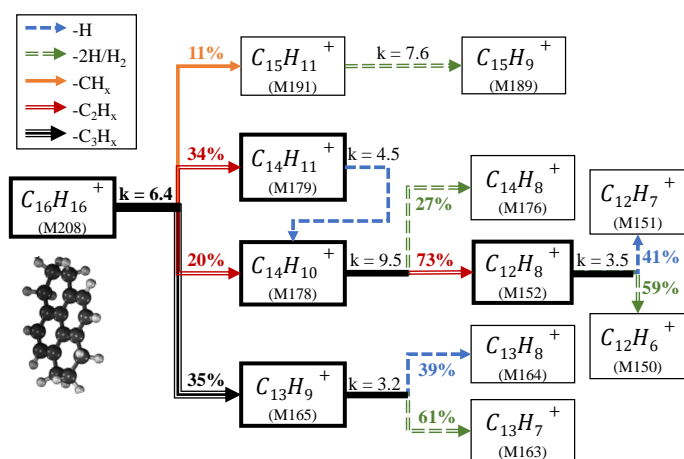 -H
-2H/H₂
-CHₓ
-C₂Hₓ
-C₃Hₓ
11%
C₁₅H₁₁⁺
(M191)
k = 7.6
C₁₅H₉⁺
(M189)
34%
C₁₄H₁₁⁺
(M179)
k = 4.5
C₁₆H₁₆⁺
(M208)
k = 6.4
20%
C₁₄H₁₀⁺
(M178)
k = 9.5
27%
C₁₄H₈⁺
(M176)
73%
C₁₂H₈⁺
(M152)
k = 3.5
C₁₂H₇⁺
(M151)
41%
59%
C₁₂H₆⁺
(M150)
35%
C₁₃H₉⁺
(M165)
k = 3.2
39%
C₁₃H₈⁺
(M164)
61%
C₁₃H₇⁺
(M163)